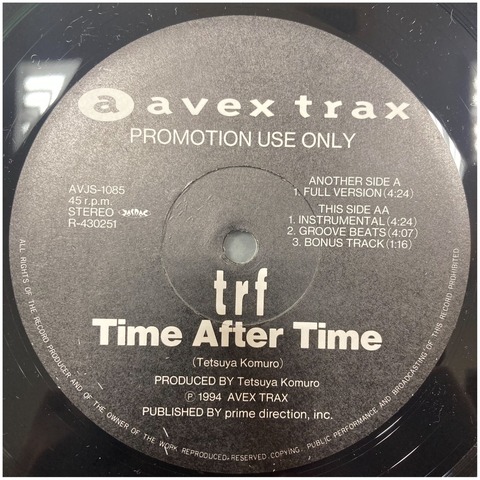 a avex trax
PROMOTION USE ONLY
AVJS-1085
45 r.p.m.
STEREO JASRAC
R-430251
ANOTHER SIDE A
1. FULL VERSION (4:24)
THIS SIDE AA
1. INSTRUMENTAL (4:24)
2. GROOVE BEATS (4:07)
3. BONUS TRACK (1:16)
trf
Time After Time
(Tetsuya Komuro)
PRODUCED BY Tetsuya Komuro
Ⓟ 1994 AVEX TRAX
PUBLISHED BY prime direction, inc.
ALL RIGHTS OF THE RECORD PRODUCER AND OF THE OWNER OF THE WORK REPRODUCED RESERVED. COPYING. PUBLIC PERFORMANCE AND BROADCASTING OF THIS RECORD PROHIBITED